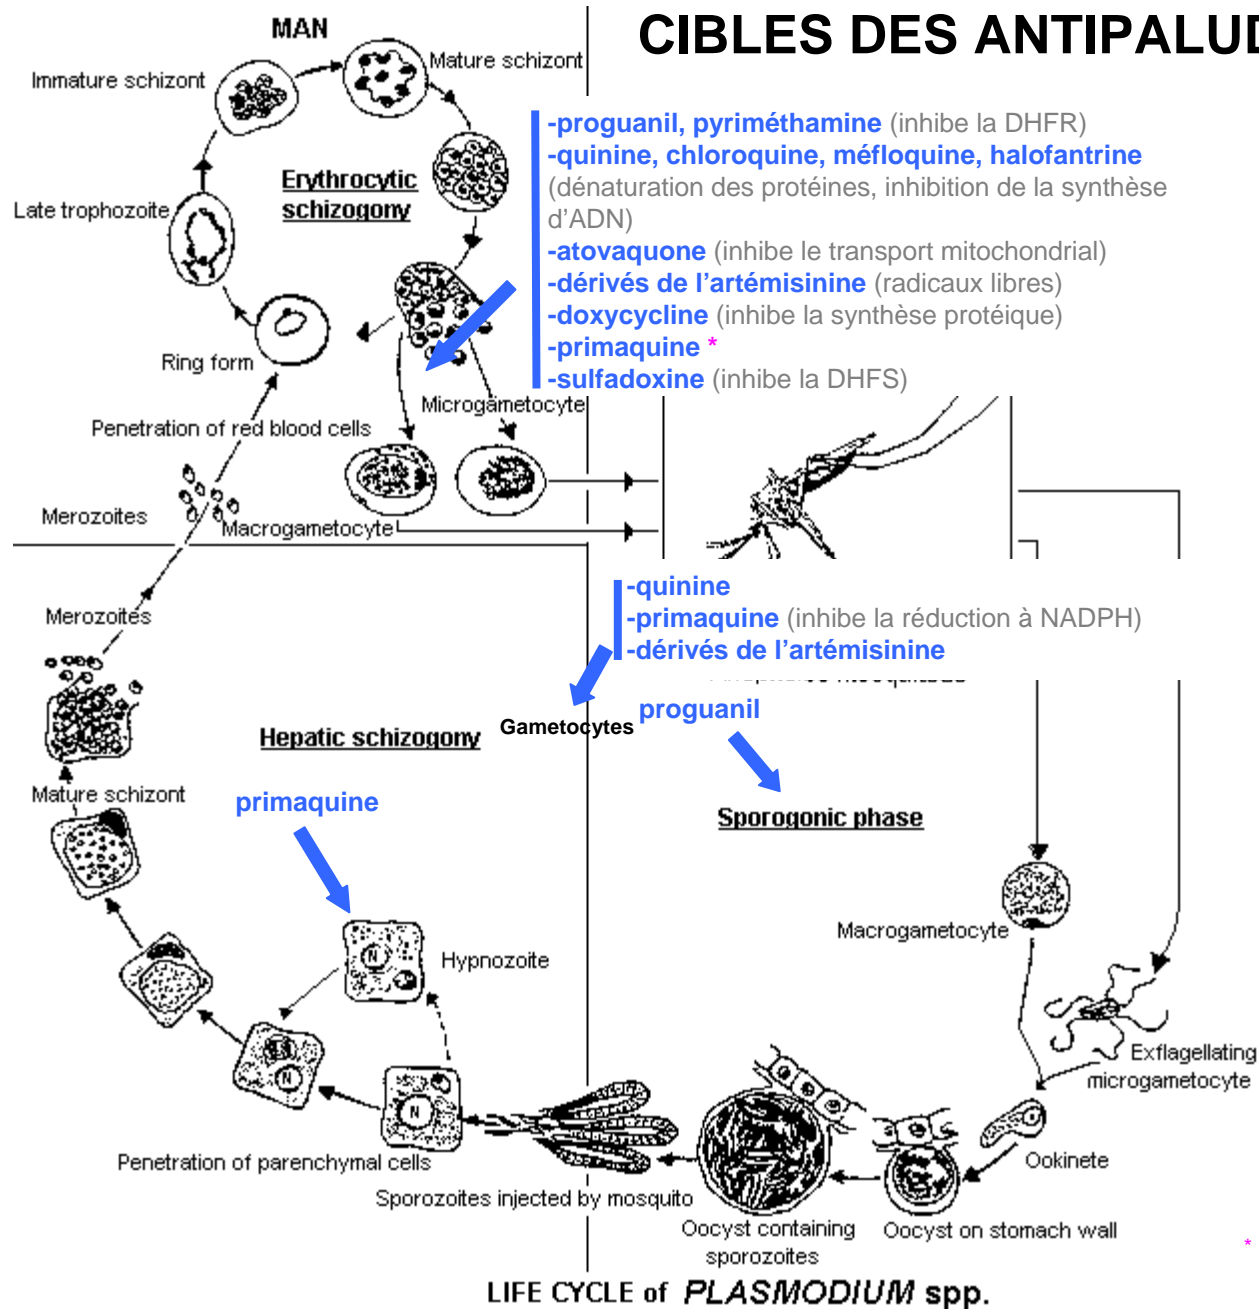 CIBLES DES ANTIPALUD
MAN
Immature schizont
Mature schizont
-proguanil, pyriméthamine (inhibe la DHFR)
-quinine, chloroquine, méfloquine, halofantrine
(dénaturation des protéines, inhibition de la synthèse
d'ADN)
-atovaquone (inhibe le transport mitochondrial)
-dérivés de l'artémisinine (radicaux libres)
-doxycycline (inhibe la synthèse protéique)
-primaquine *
-sulfadoxine (inhibe la DHFS)
Erythrocytic
schizogony
Late trophozoite
Ring form
Microgametocyte
Penetration of red blood cells
Merozoites
Macrogametocyte
-quinine
-primaquine (inhibe la réduction à NADPH)
-dérivés de l'artémisinine
Merozoites
Gametocytes
proguanil
Hepatic schizogony
Mature schizont
primaquine
Sporogonic phase
Macrogametocyte
Hypnozoite
Exflagellating
microgametocyte
Ookinete
Penetration of parenchymal cells
Sporozoites injected by mosquito
Oocyst containing
sporozoites
Oocyst on stomach wall
N
N
N
*
LIFE CYCLE of PLASMODIUM spp.